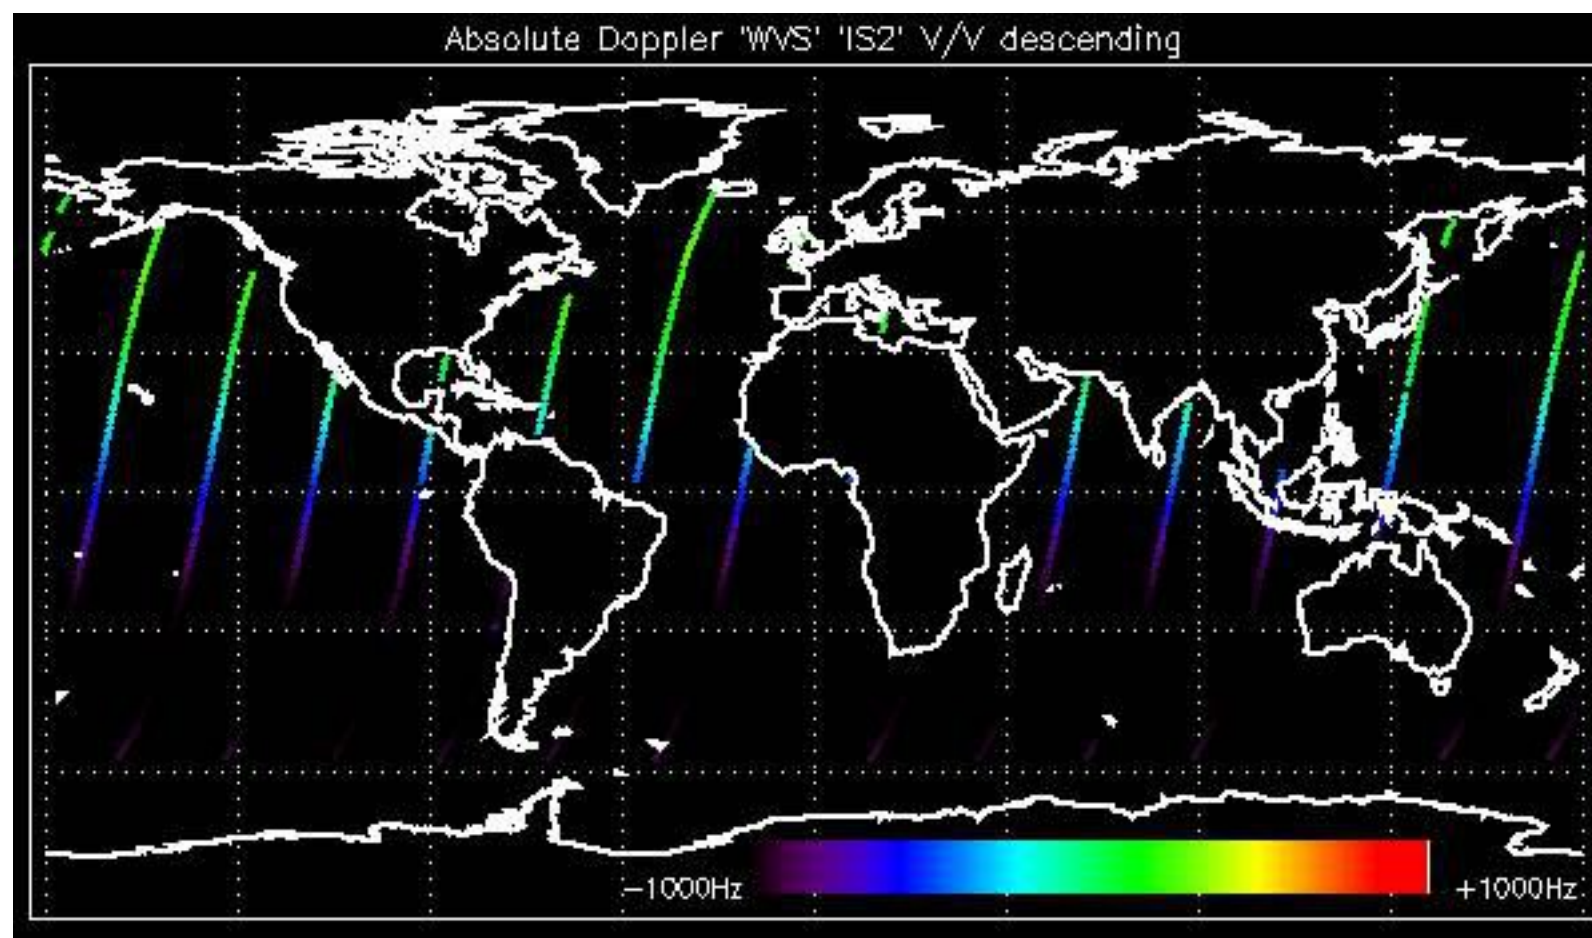 Absolute Doppler 'WVS' 'IS2' V/V descending
-1000Hz +1000Hz